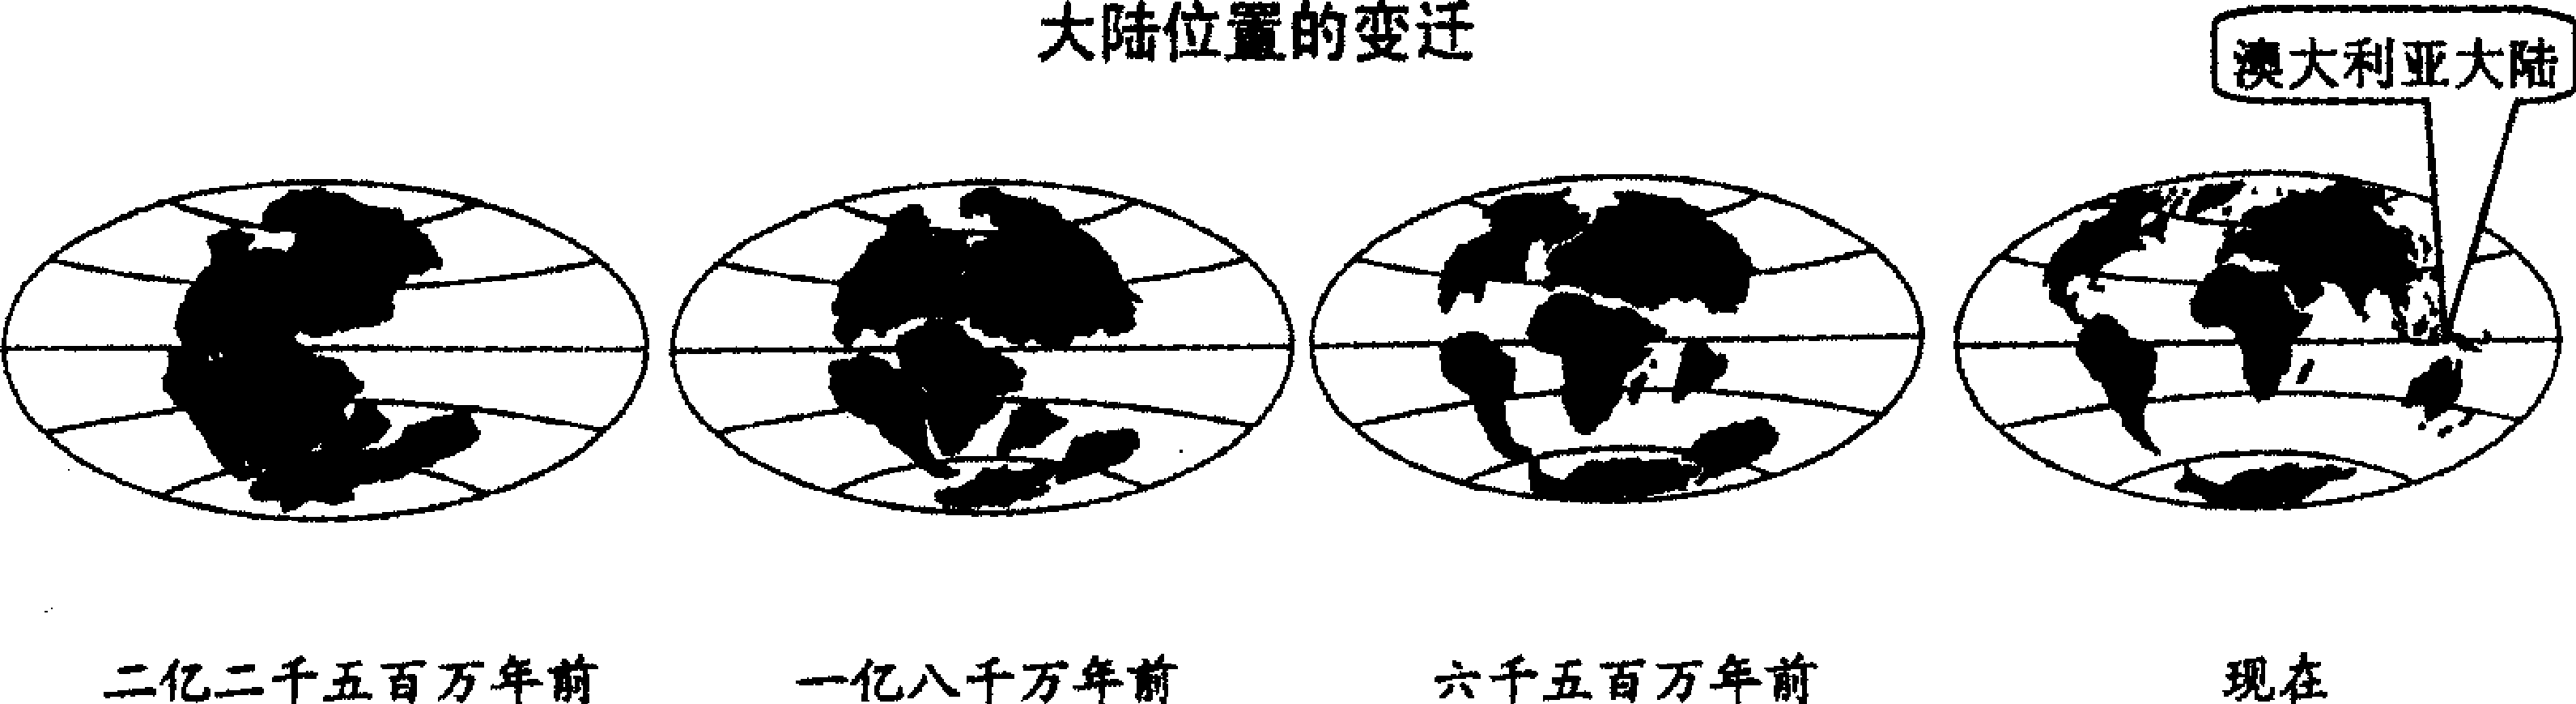 大陆位置的变迁
澳大利亚大陆
二亿二千五百万年前
一亿八千万年前
六千五百万年前
现在